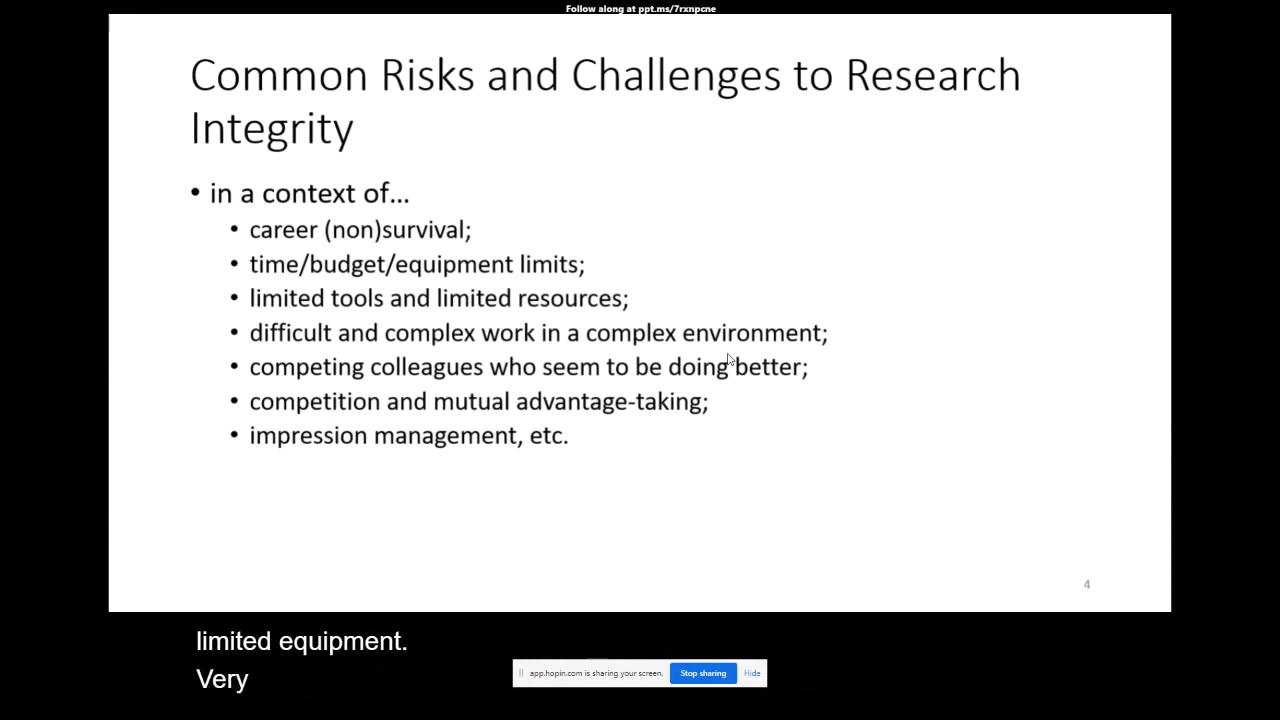 Follow along at ppt.ms/7rxnpcne
Common Risks and Challenges to Research
Integrity
• in a context of...
• career (non)survival;
• time/budget/equipment limits;
• limited tools and limited resources;
• difficult and complex work in a complex environment;
• competing colleagues who seem to be doing better;
• competition and mutual advantage-taking;
• impression management, etc.
4
limited equipment.
Very
app.hopin.com is sharing your screen. Stop sharing Hide